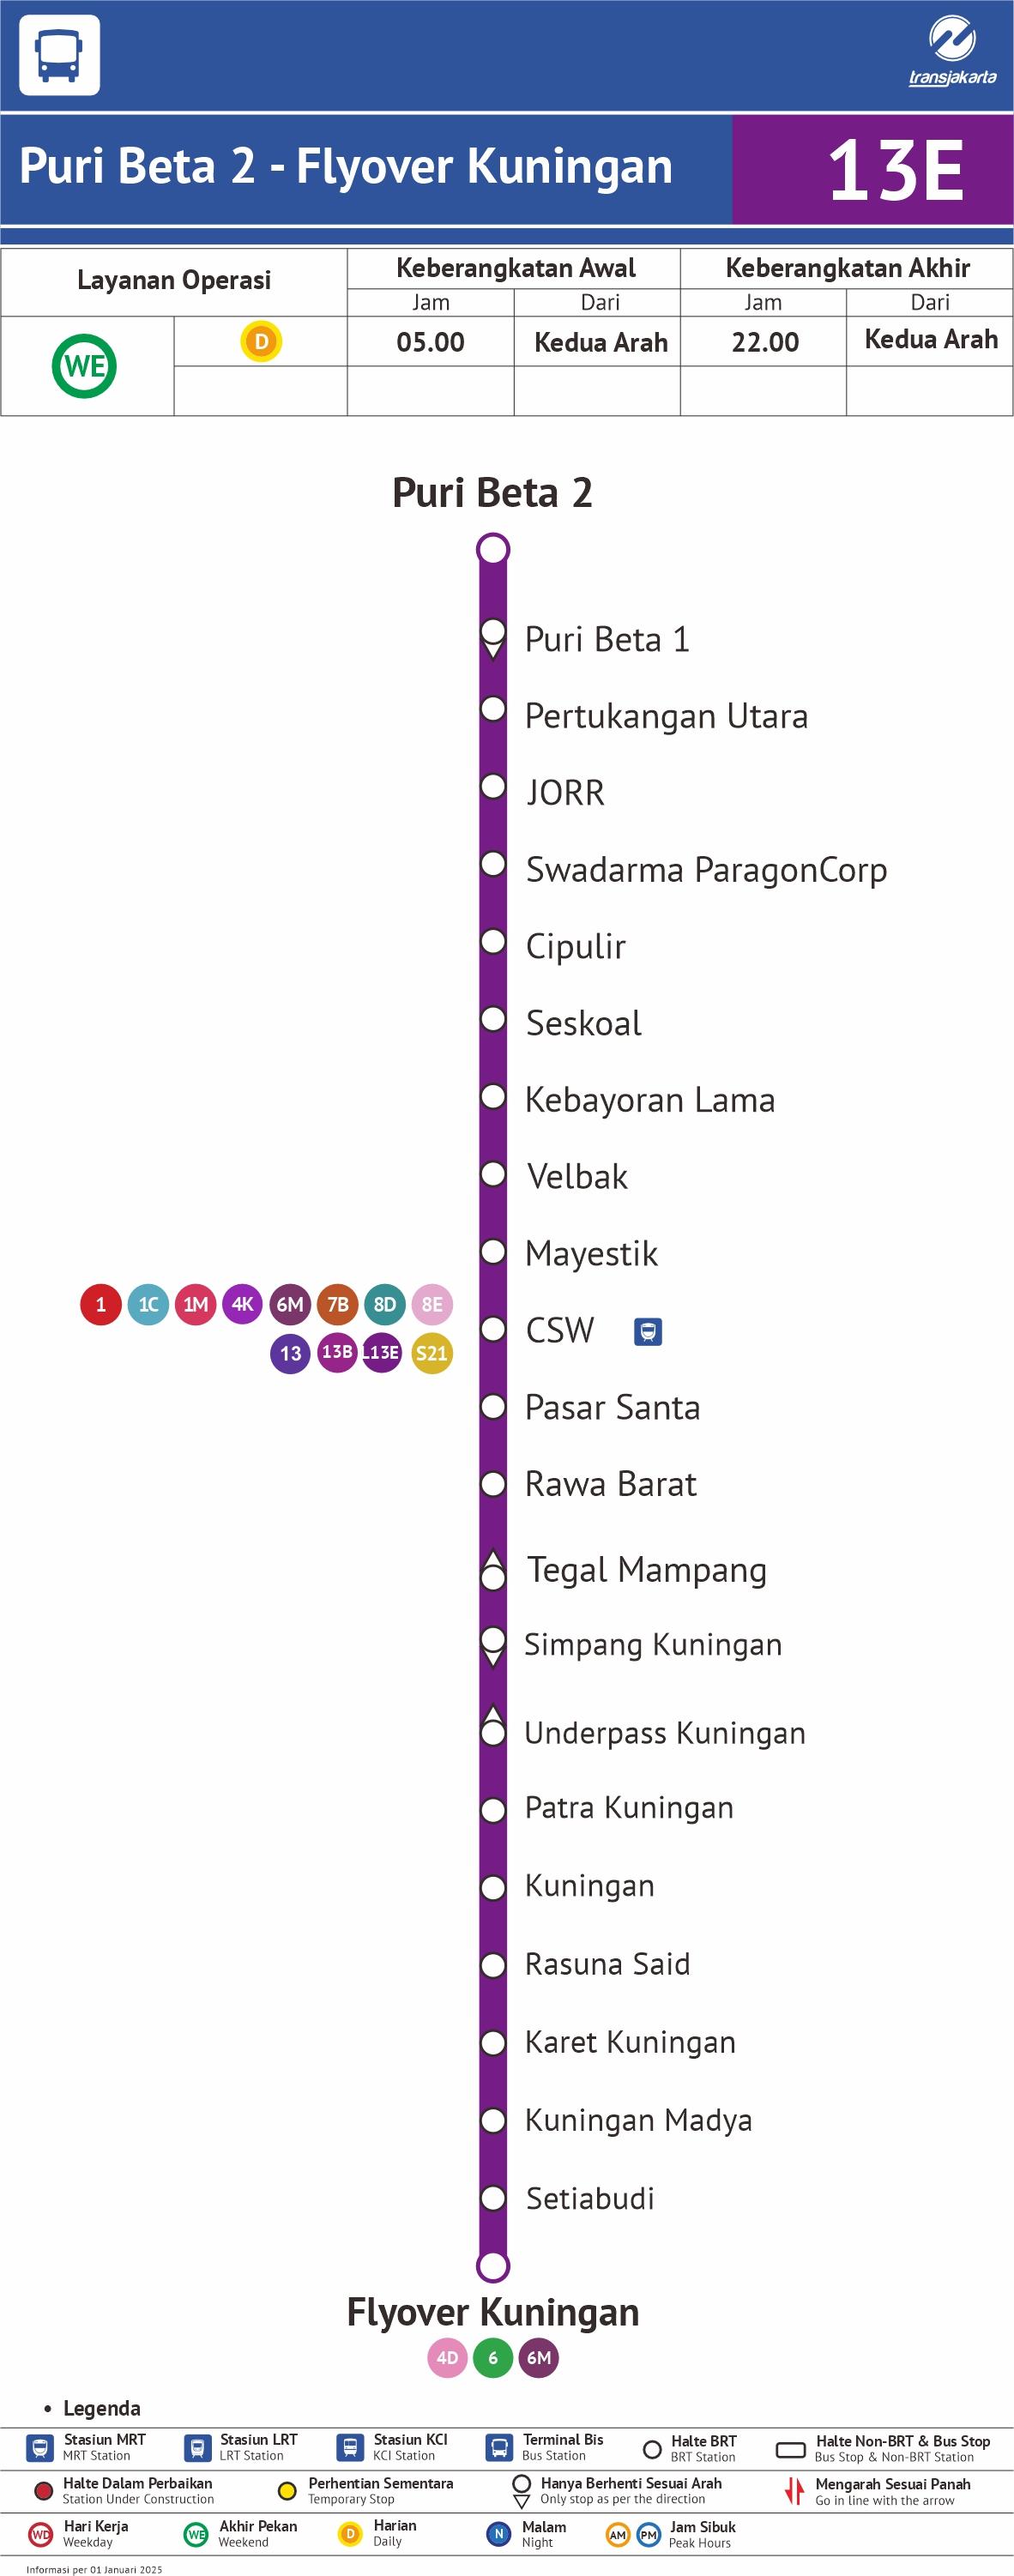 transjakarta
Puri Beta 2 - Flyover Kuningan
13E
Layanan Operasi
Keberangkatan Awal
Keberangkatan Akhir
Jam
Dari
Jam
Dari
WE
D
05.00
Kedua Arah
22.00
Kedua Arah
Puri Beta 2
Puri Beta 1
Pertukangan Utara
JORR
Swadarma ParagonCorp
Cipulir
Seskoal
Kebayoran Lama
Velbak
Mayestik
1 1C 1M 4K 6M 7B 8D 8E
13 13B L13E S21
CSW
Pasar Santa
Rawa Barat
Tegal Mampang
Simpang Kuningan
Underpass Kuningan
Patra Kuningan
Kuningan
Rasuna Said
Karet Kuningan
Kuningan Madya
Setiabudi
Flyover Kuningan
4D 6 6M
• Legenda
Stasiun MRT
MRT Station
Stasiun LRT
LRT Station
Stasiun KCI
KCI Station
Terminal Bis
Bus Station
Halte BRT
BRT Station
Halte Non-BRT & Bus Stop
Bus Stop & Non-BRT Station
Halte Dalam Perbaikan
Station Under Construction
Perhentian Sementara
Temporary Stop
Hanya Berhenti Sesuai Arah
Only stop as per the direction
Mengarah Sesuai Panah
Go in line with the arrow
WD
Hari Kerja
Weekday
WE
Akhir Pekan
Weekend
D
Harian
Daily
N
Malam
Night
AM PM
Jam Sibuk
Peak Hours
Informasi per 01 Januari 2025